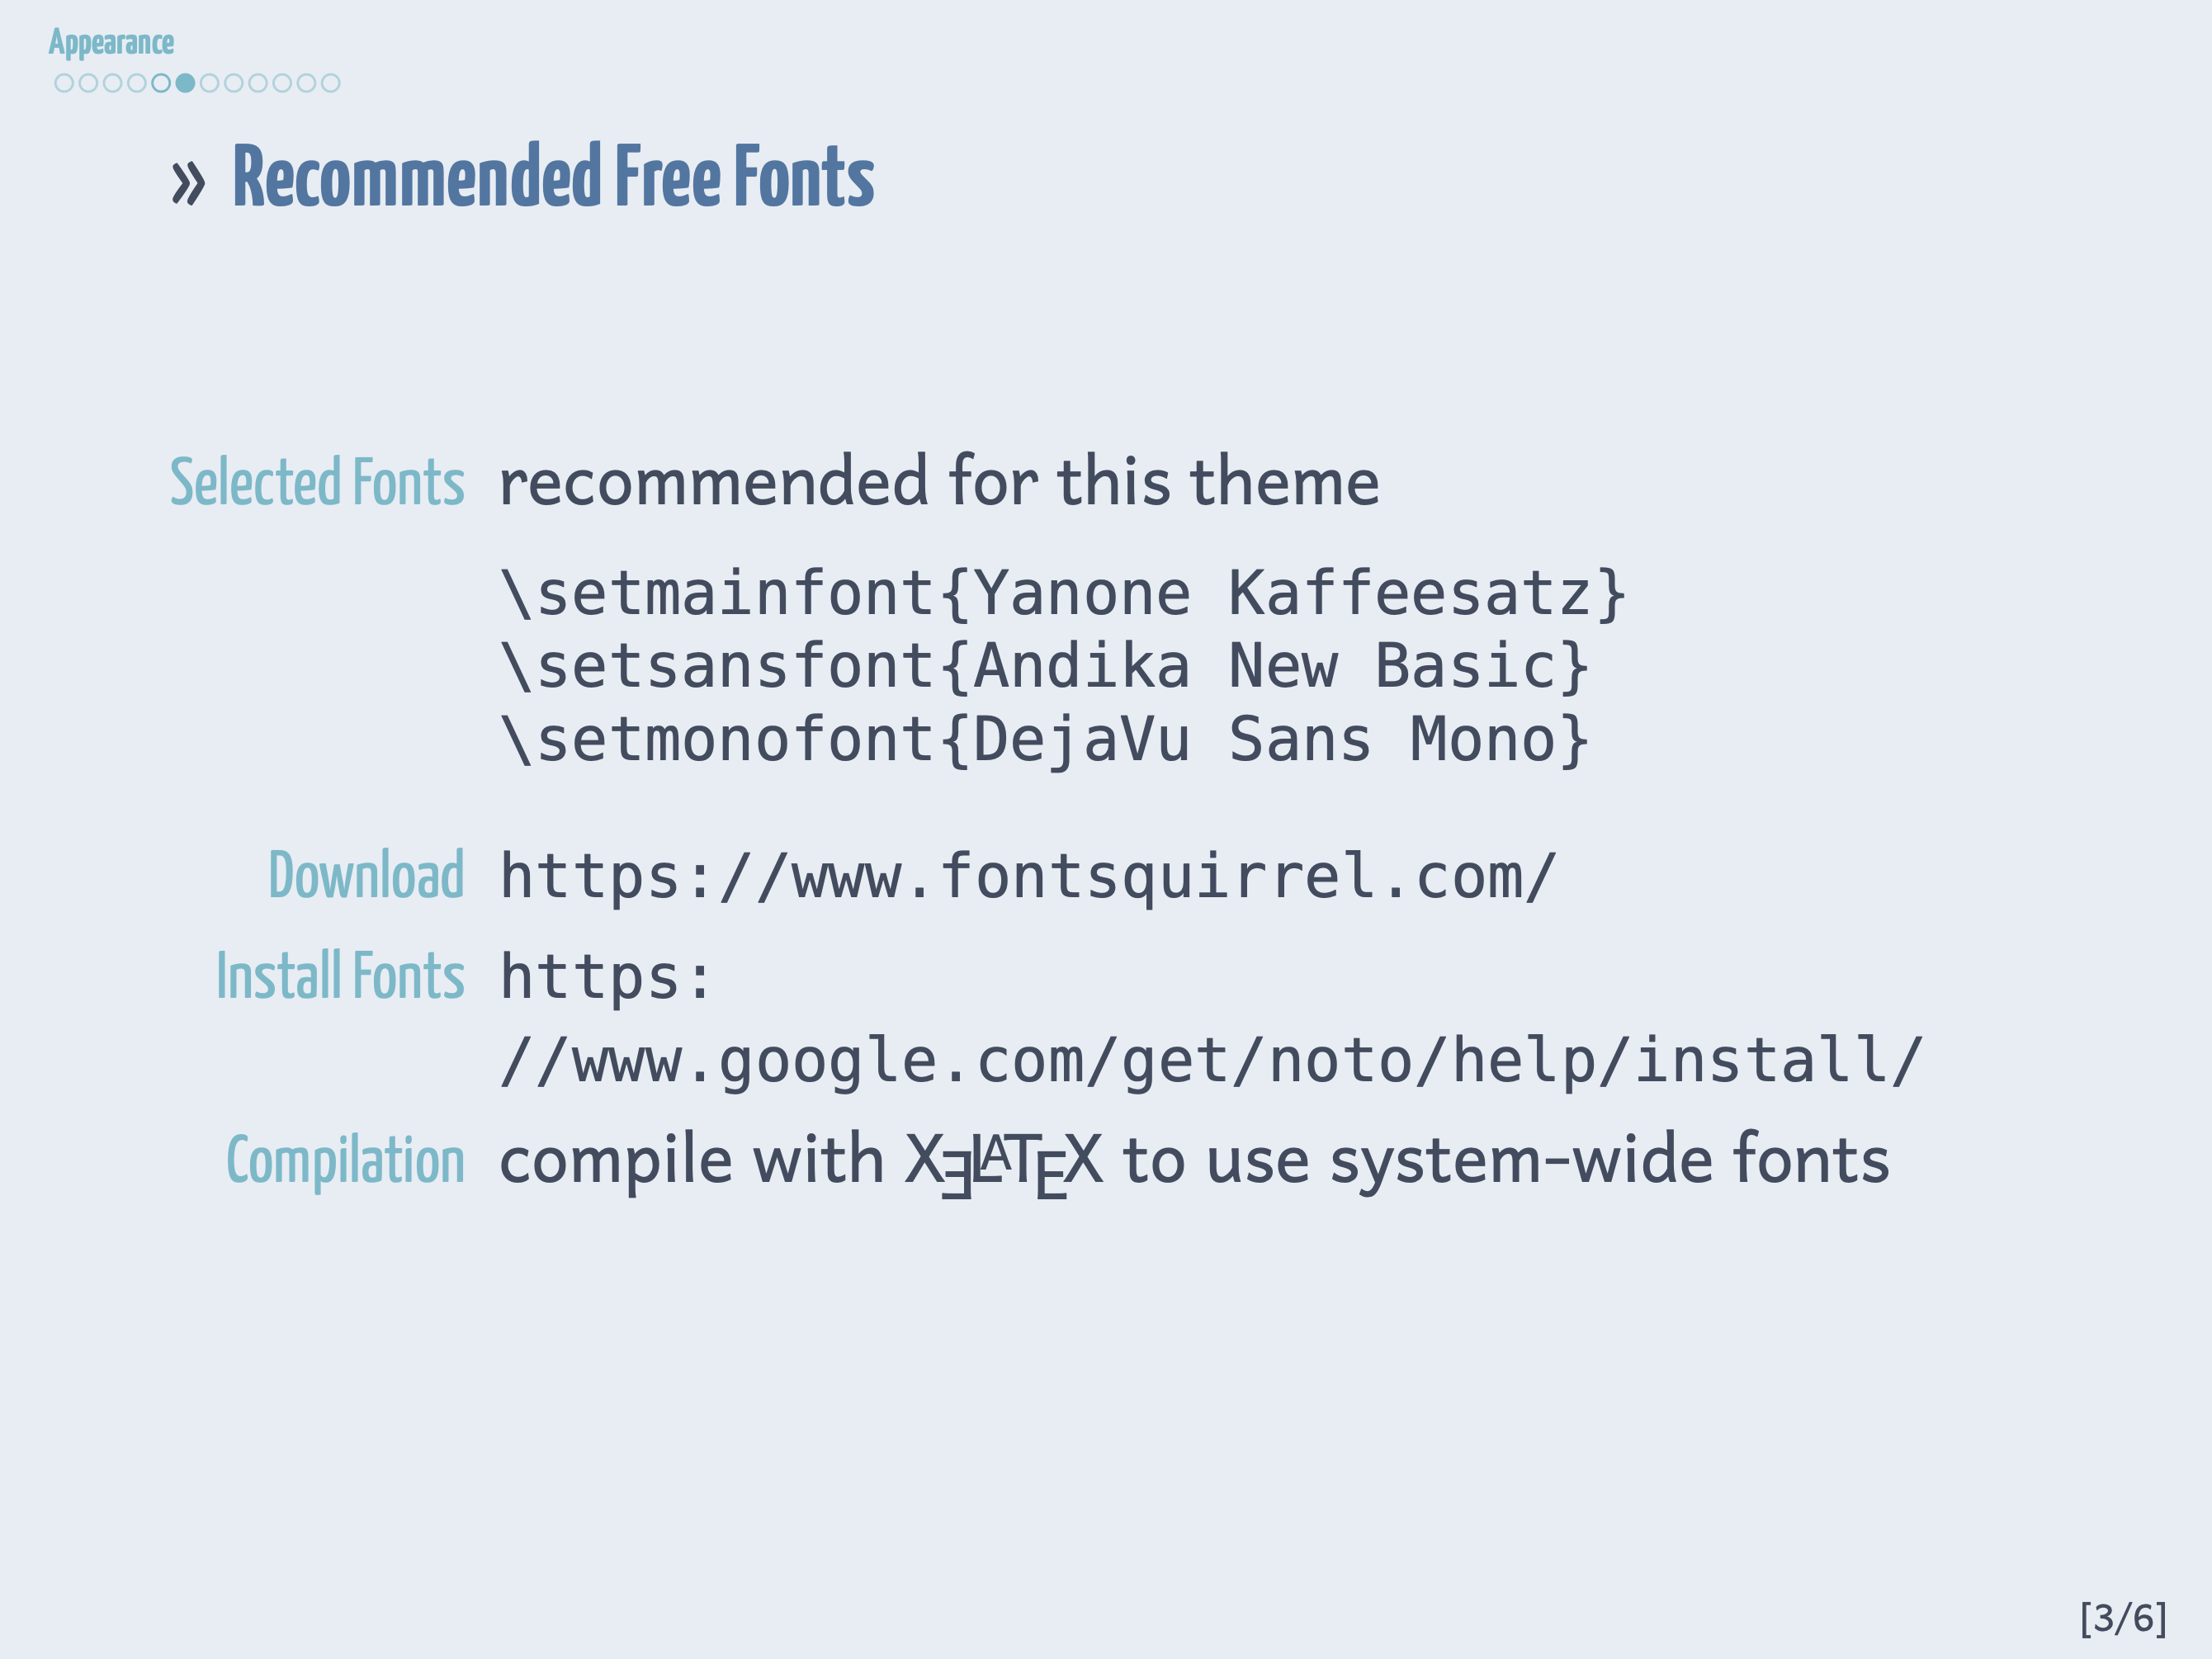 Appearance
» Recommended Free Fonts
Selected Fonts recommended for this theme
\setmainfont{Yanone Kaffeesatz}
\setsansfont{Andika New Basic}
\setmonofont{DejaVu Sans Mono}
Download https://www.fontsquirrel.com/
Install Fonts https:
//www.google.com/get/noto/help/install/
Compilation compile with XƎLATEX to use system-wide fonts
[3/6]